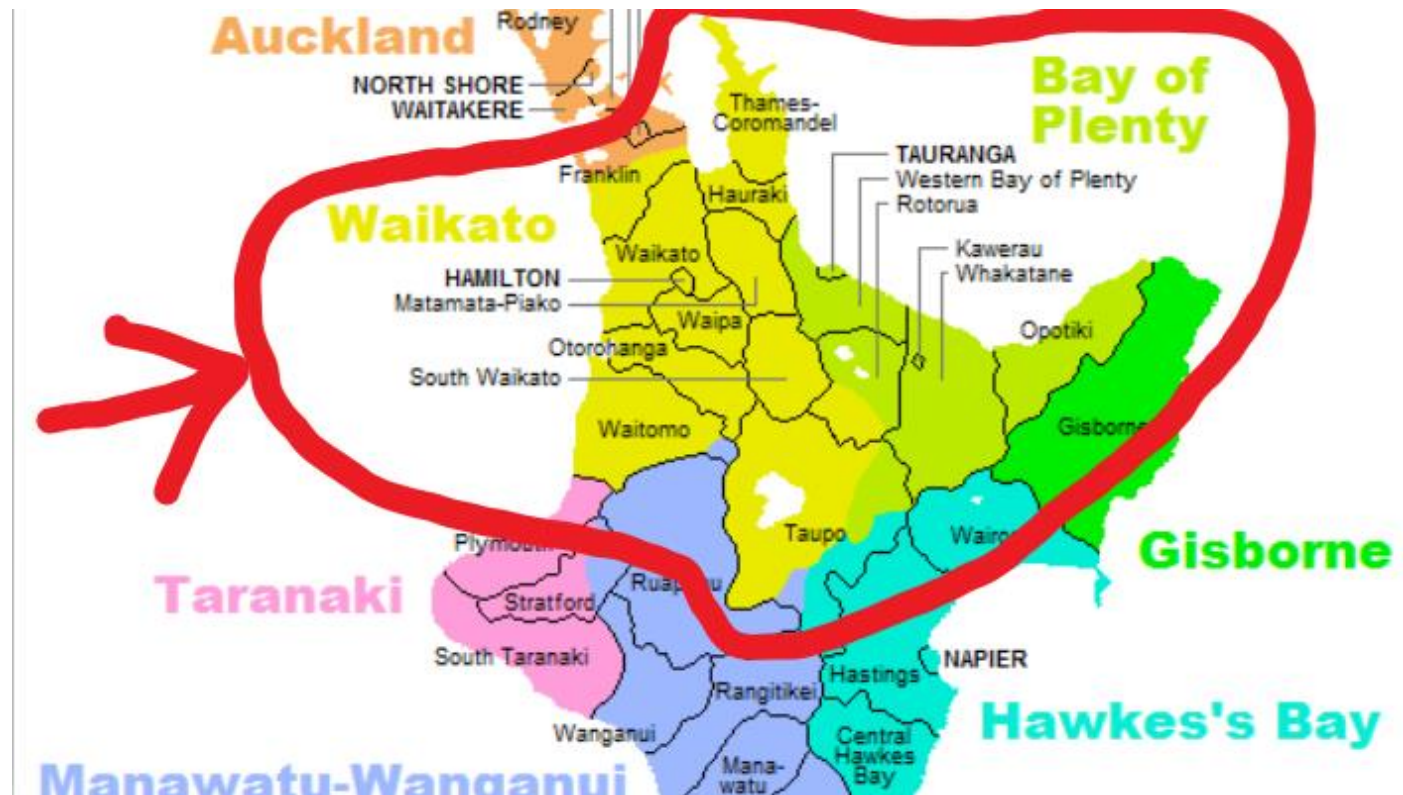 Rodney
Auckland
NORTH SHORE
WAITAKERE
Bay of
Plenty
Thames-
Coromandel
TAURANGA
Western Bay of Plenty
Rotorua
Franklin
Hauraki
Waikato
Kawerau
Whakatane
Waikato
HAMILTON
Matamata-Piako
Waipa
Opotiki
Otorohanga
South Waikato
Waitomo
Gisborne
Taupo
Plymouth
Gisborne
Taranaki
Stratford
South Taranaki
NAPIER
Hastings
Rangitikei
Hawkes's Bay
Wanganui
Central
Hawkes
Bay
Mana-
watu
Manawatu-Wanganui